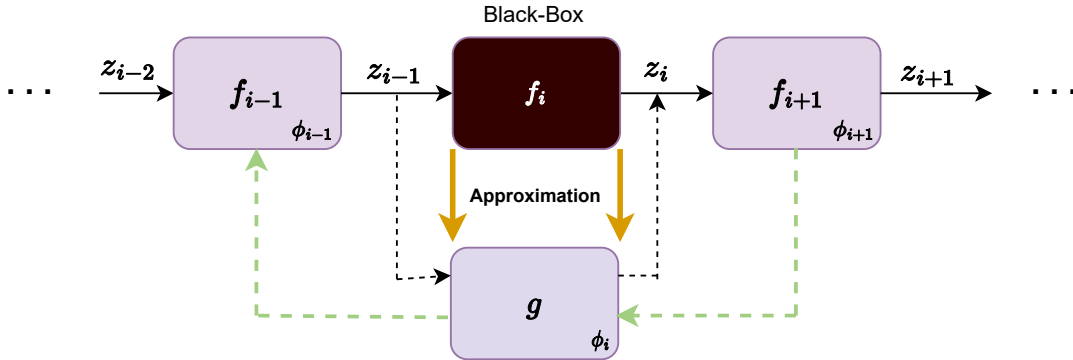 Black-Box
. . . z_{i-2} f_{i-1} z_{i-1} f_i z_i f_{i+1} z_{i+1} . . .
ϕ_{i-1} ϕ_{i+1}
Approximation
g
ϕ_i